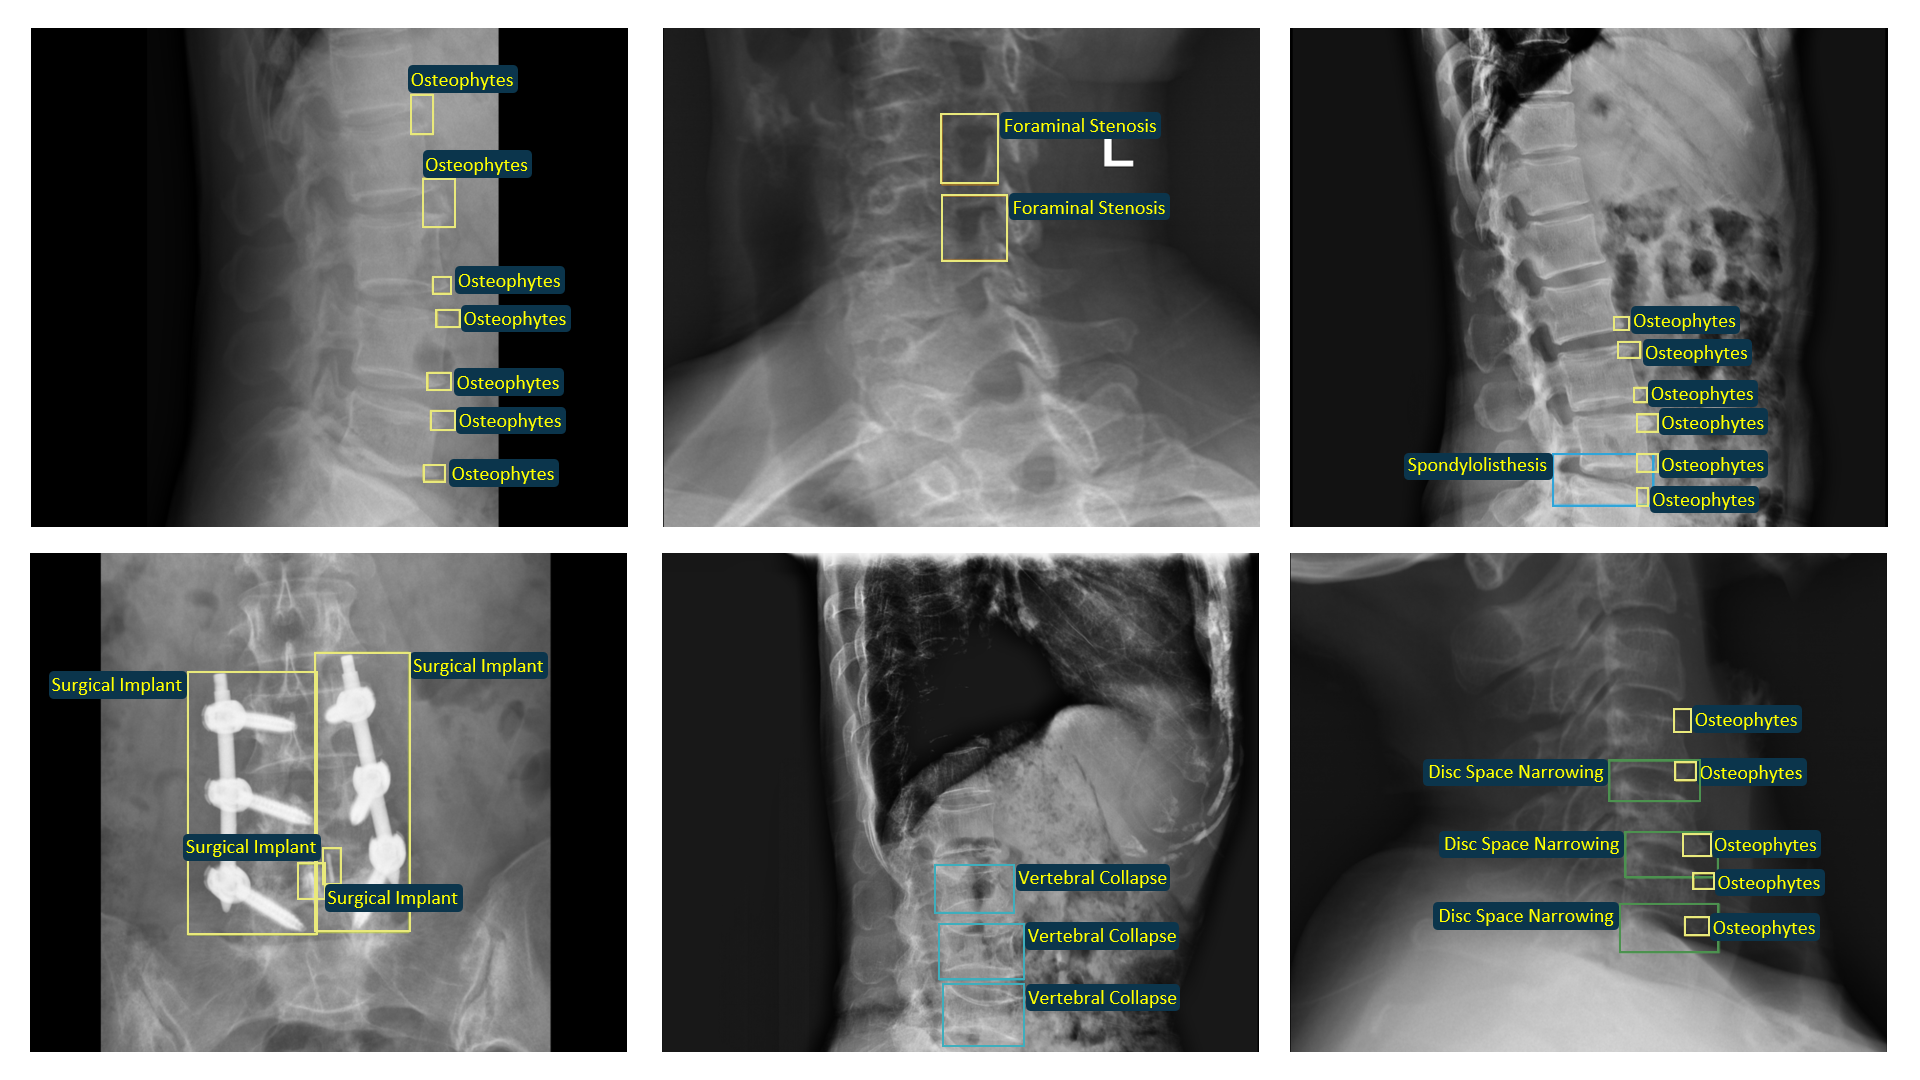 Osteophytes
Osteophytes
Osteophytes
Osteophytes
Osteophytes
Osteophytes
Osteophytes
Foraminal Stenosis
L
Foraminal Stenosis
Osteophytes
Osteophytes
Osteophytes
Osteophytes
Spondylolisthesis
Osteophytes
Osteophytes
Surgical Implant
Surgical Implant
Surgical Implant
Surgical Implant
Vertebral Collapse
Vertebral Collapse
Vertebral Collapse
Osteophytes
Disc Space Narrowing
Osteophytes
Disc Space Narrowing
Osteophytes
Osteophytes
Disc Space Narrowing
Osteophytes